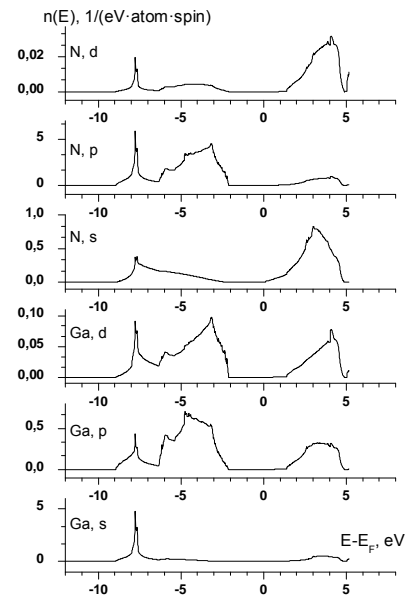 n(E), 1/(eV·atom·spin)
N, d
0,02
0,00
-10 -5 0 5
N, p
5
0
-10 -5 0 5
N, s
1,0
0,5
0,0
-10 -5 0 5
Ga, d
0,10
0,05
0,00
-10 -5 0 5
Ga, p
0,5
0,0
-10 -5 0 5
Ga, s
5
0
E-E_F, eV
-10 -5 0 5